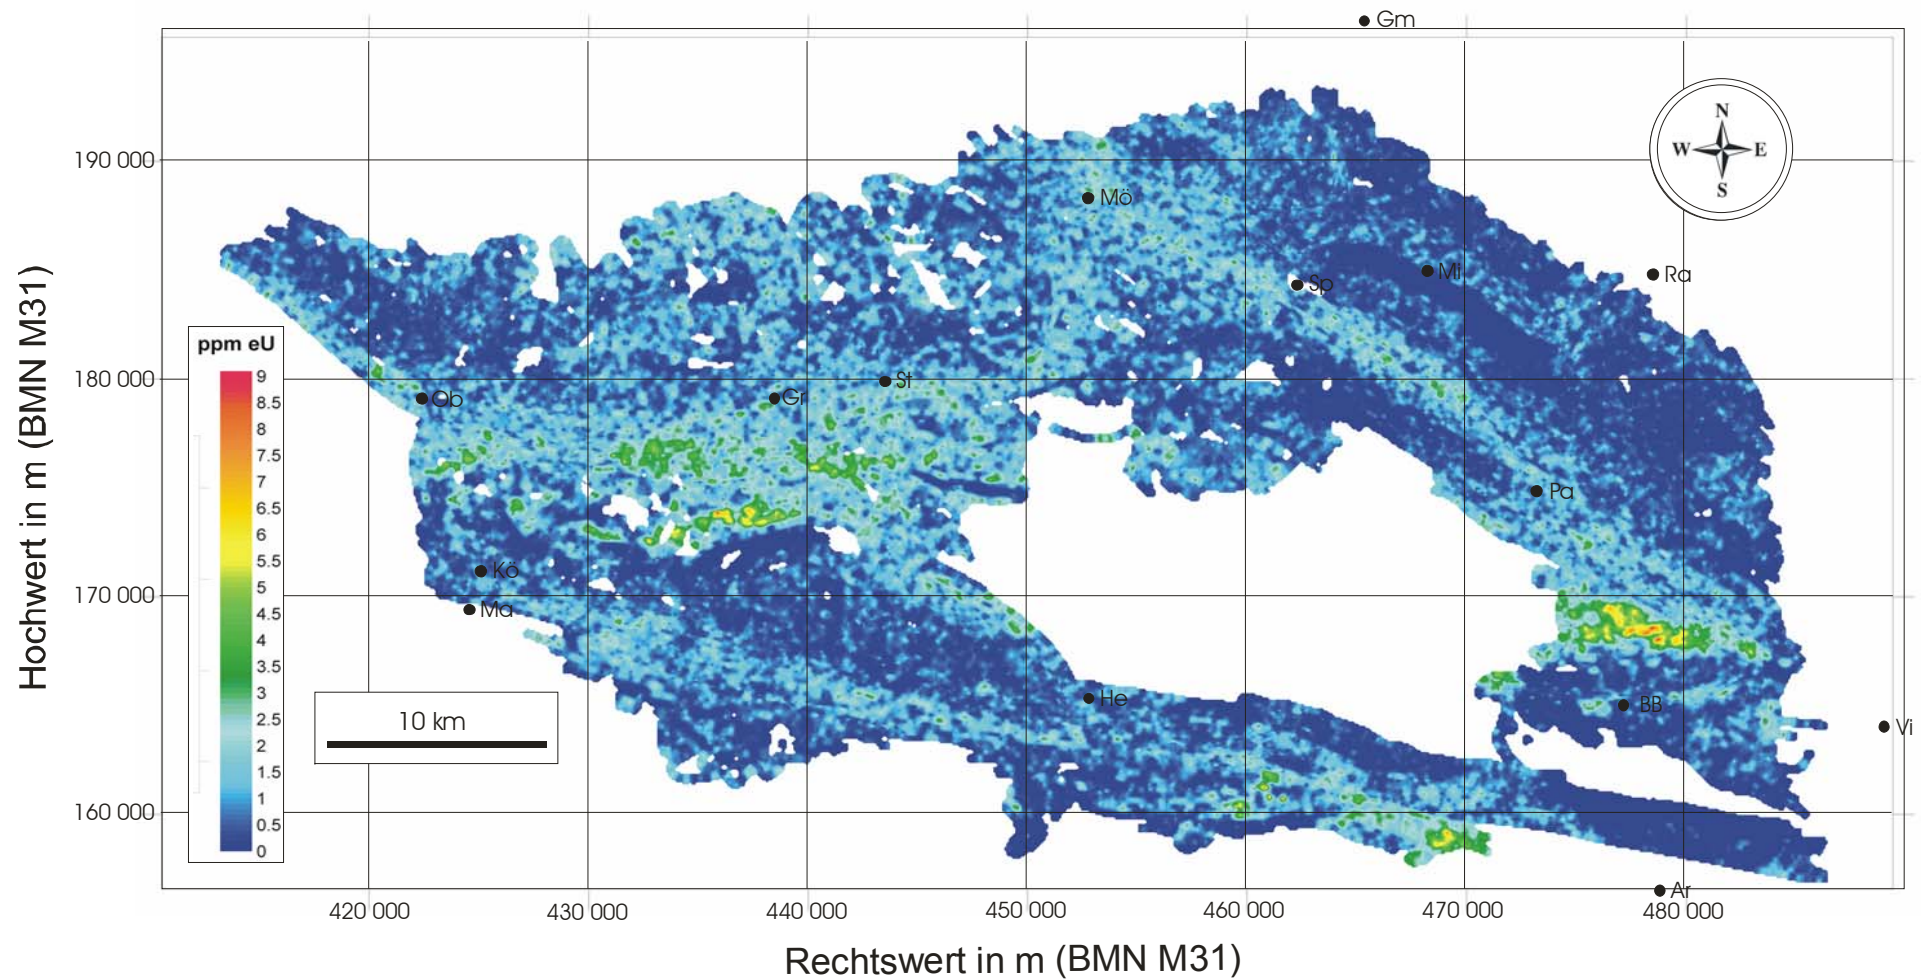 Gm
N
W E
S
190 000
Mö
Mi
Ra
Sp
Hochwert in m (BMN M31)
ppm eU
9
8.5
8
7.5
7
6.5
6
5.5
5
4.5
4
3.5
3
2.5
2
1.5
1
0.5
0
180 000
St
Ob
Gr
Pa
Kö
170 000
Ma
He
BB
Vi
10 km
160 000
Ar
420 000
430 000
440 000
450 000
460 000
470 000
480 000
Rechtswert in m (BMN M31)